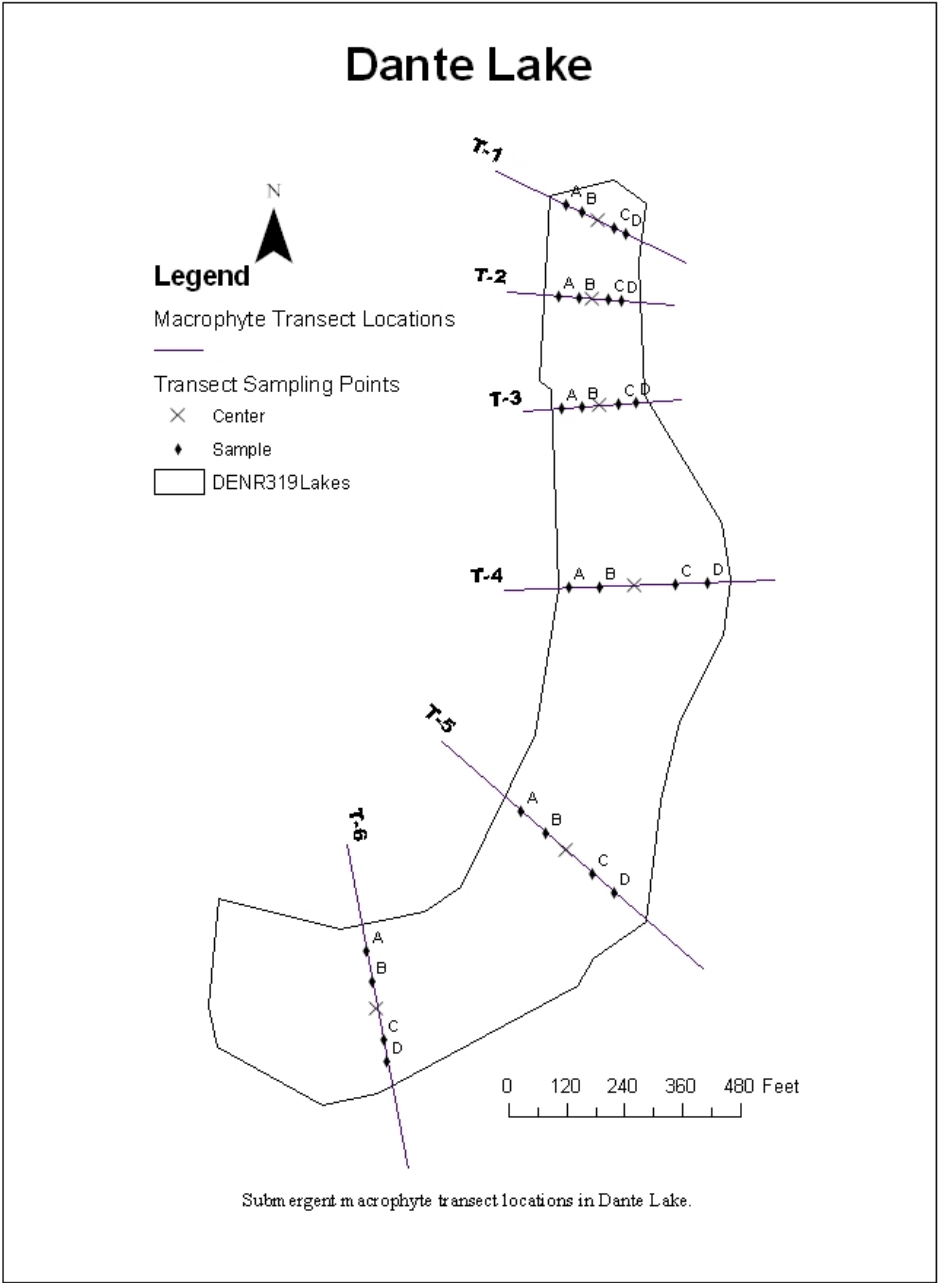 Dante Lake
T-1
A B
C D
N
Legend
T-2
A B C D
Macrophyte Transect Locations
Transect Sampling Points
T-3
A B C D
Center
Sample
DENR319Lakes
T-4
A B C D
T-5
A
B
C
D
T-6
A
B
C
D
0 120 240 360 480 Feet
Submergent macrophyte transect locations in Dante Lake.